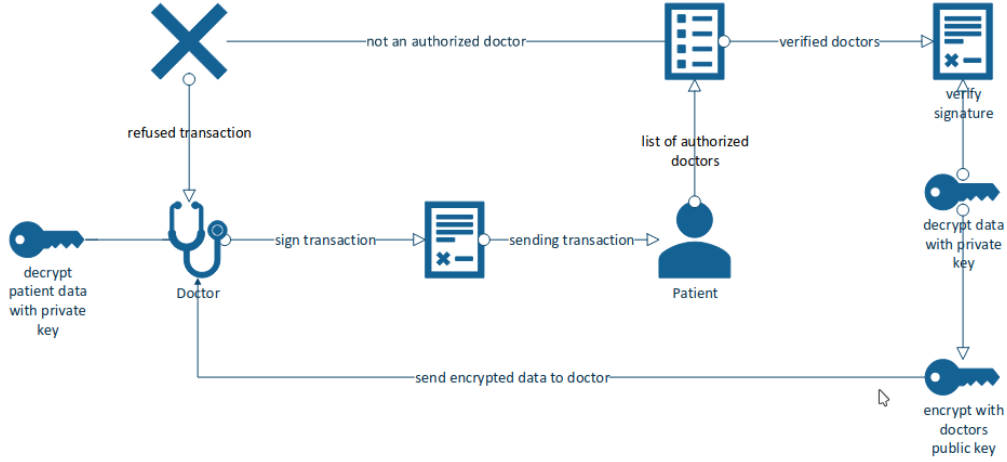 not an authorized doctor
verified doctors
verify
signature
refused transaction
list of authorized
doctors
decrypt data
with private
key
sign transaction
sending transaction
decrypt
patient data
with private
key
Doctor
Patient
send encrypted data to doctor
encrypt with
doctors
public key